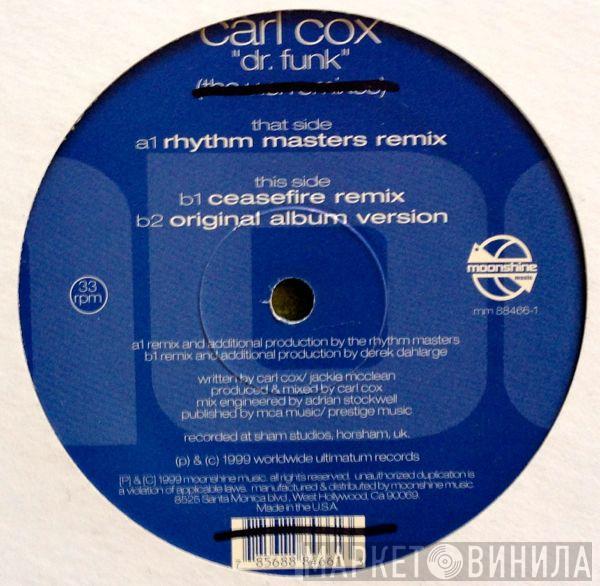 carl cox
"dr. funk"
that side
a1 rhythm masters remix
this side
b1 ceasefire remix
b2 original album version
33
rpm
moonshine
music
mm 88466-1
a1 remix and additional production by the rhythm masters
b1 remix and additional production by derek dahlarge
written by carl cox/ jackie mcclean
produced & mixed by carl cox
mix engineered by adrian stockwell
published by mca music/ prestige music
recorded at sham studios, horsham, uk.
(p) & (c) 1999 worldwide ultimatum records
[P] & [C] 1999 moonshine music. all rights reserved. unauthorized duplication is
a violation of applicable laws. manufactured & distributed by moonshine music
8525 Santa Monica blvd., West Hollywood, Ca 90069.
Made in the U.S.A
7 85688 84661
МАРКЕТ ВИНИЛА